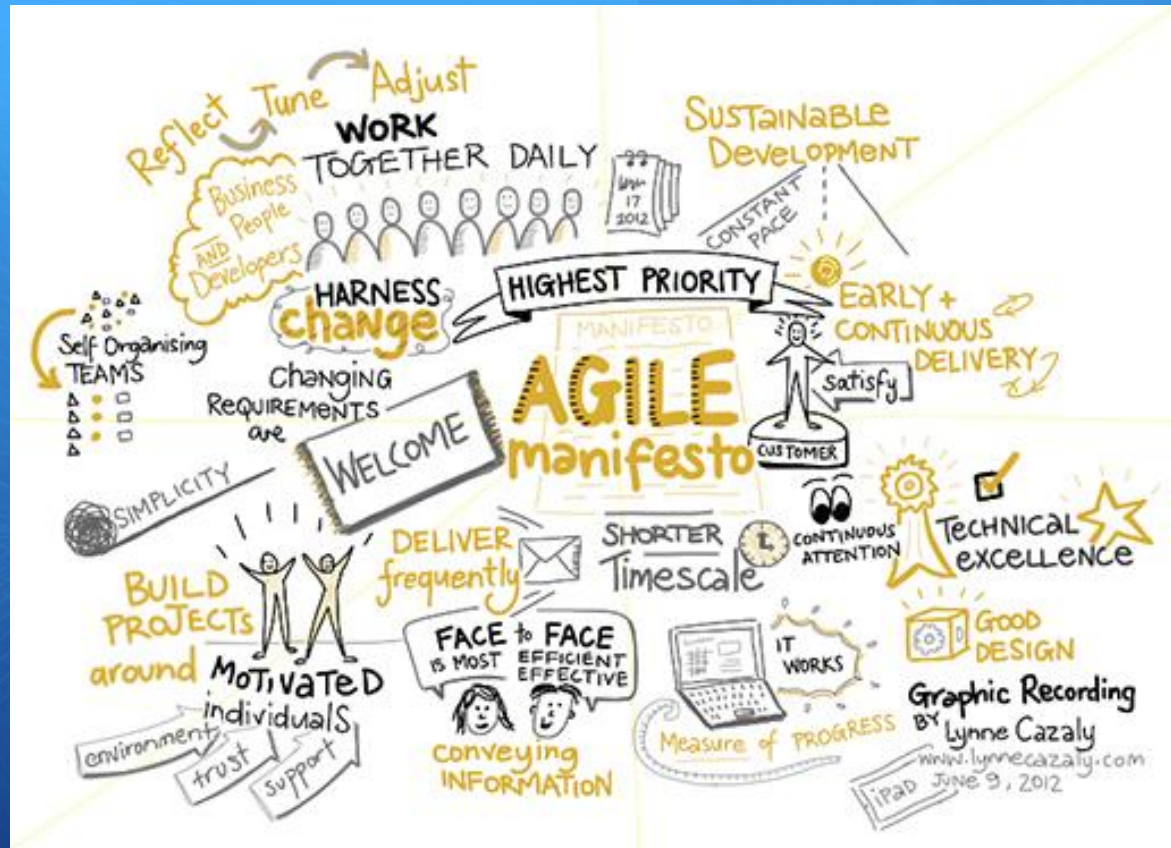 Reflect Tune Adjust
WORK
TOGETHER DAILY
Business
People
AND
Developers
17
2012
SUSTAINABLE
DEVELOPMENT
CONSTANT
PACE
HARNESS
change
HIGHEST PRIORITY
MANIFESTO
AGILE
manifesto
EARLY +
CONTINUOUS
DELIVERY
satisfy
CUSTOMER
Self Organising
TEAMS
CHANGING
REQUIREMENTS
are
WELCOME
SIMPLICITY
DELIVER
frequently
SHORTER
Timescale
CONTINUOUS
ATTENTION
TECHNICAL
excellence
BUILD
PROJECTS
around
MOTIVATED
individuals
environment
trust
support
FACE to FACE
IS MOST EFFICIENT
EFFECTIVE
conveying
INFORMATION
IT
WORKS
Measure of PROGRESS
GOOD
DESIGN
Graphic Recording
BY
Lynne Cazaly
www.lynnecazaly.com
iPad
JUNE 9, 2012